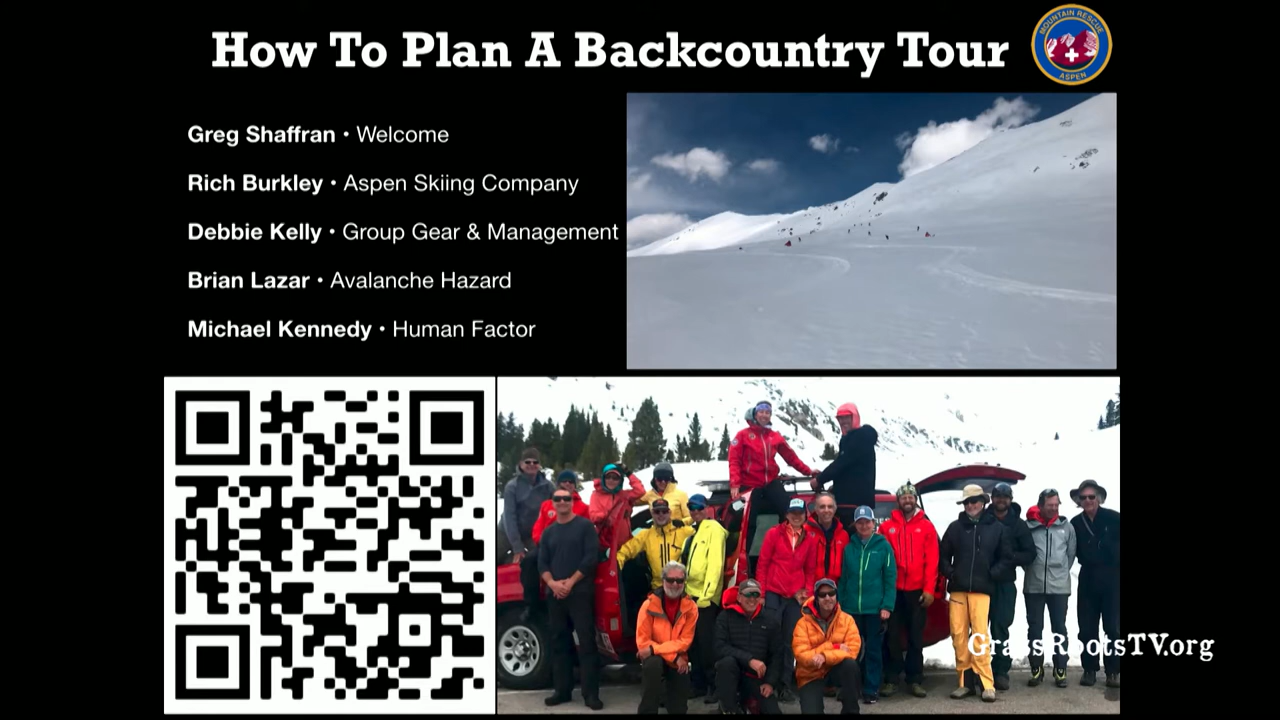 How To Plan A Backcountry Tour
MOUNTAIN RESCUE
ASPEN
Greg Shaffran • Welcome
Rich Burkley • Aspen Skiing Company
Debbie Kelly • Group Gear & Management
Brian Lazar • Avalanche Hazard
Michael Kennedy • Human Factor
GrassRootsTV.org